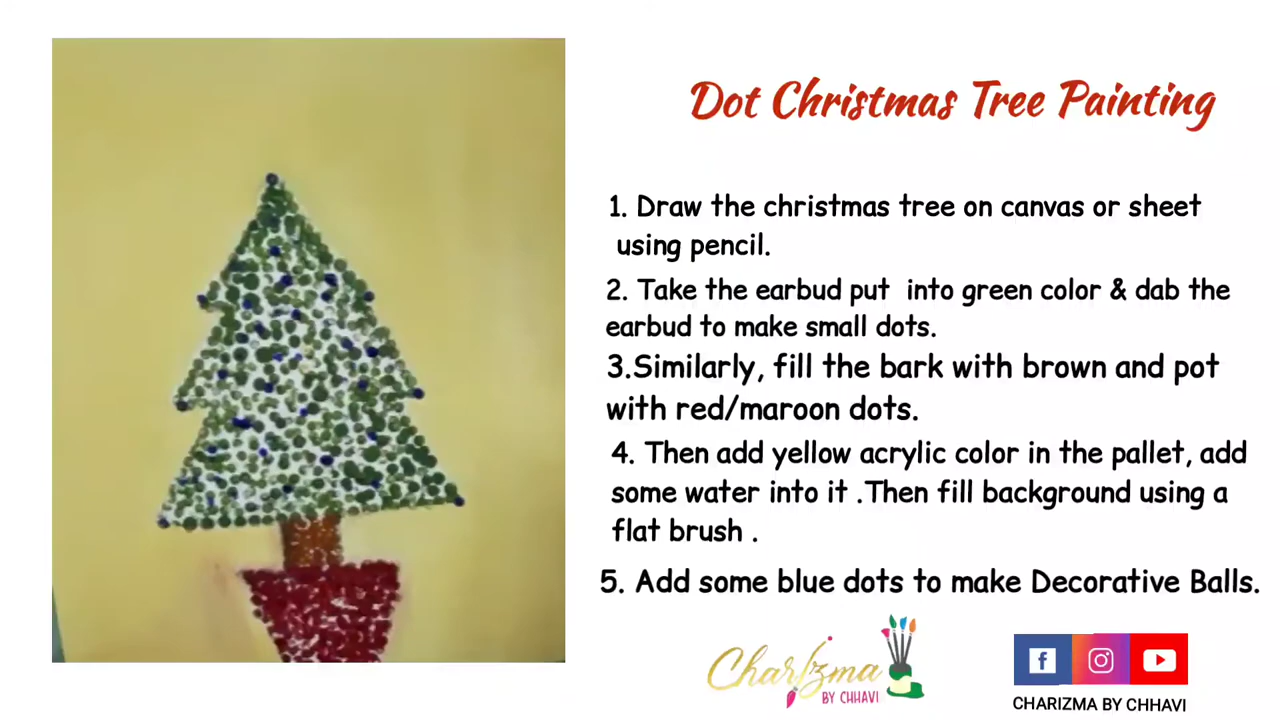 Dot Christmas Tree Painting
1. Draw the christmas tree on canvas or sheet
using pencil.
2. Take the earbud put into green color & dab the
earbud to make small dots.
3.Similarly, fill the bark with brown and pot
with red/maroon dots.
4. Then add yellow acrylic color in the pallet, add
some water into it .Then fill background using a
flat brush .
5. Add some blue dots to make Decorative Balls.
Charizma
BY CHHAVI
CHARIZMA BY CHHAVI